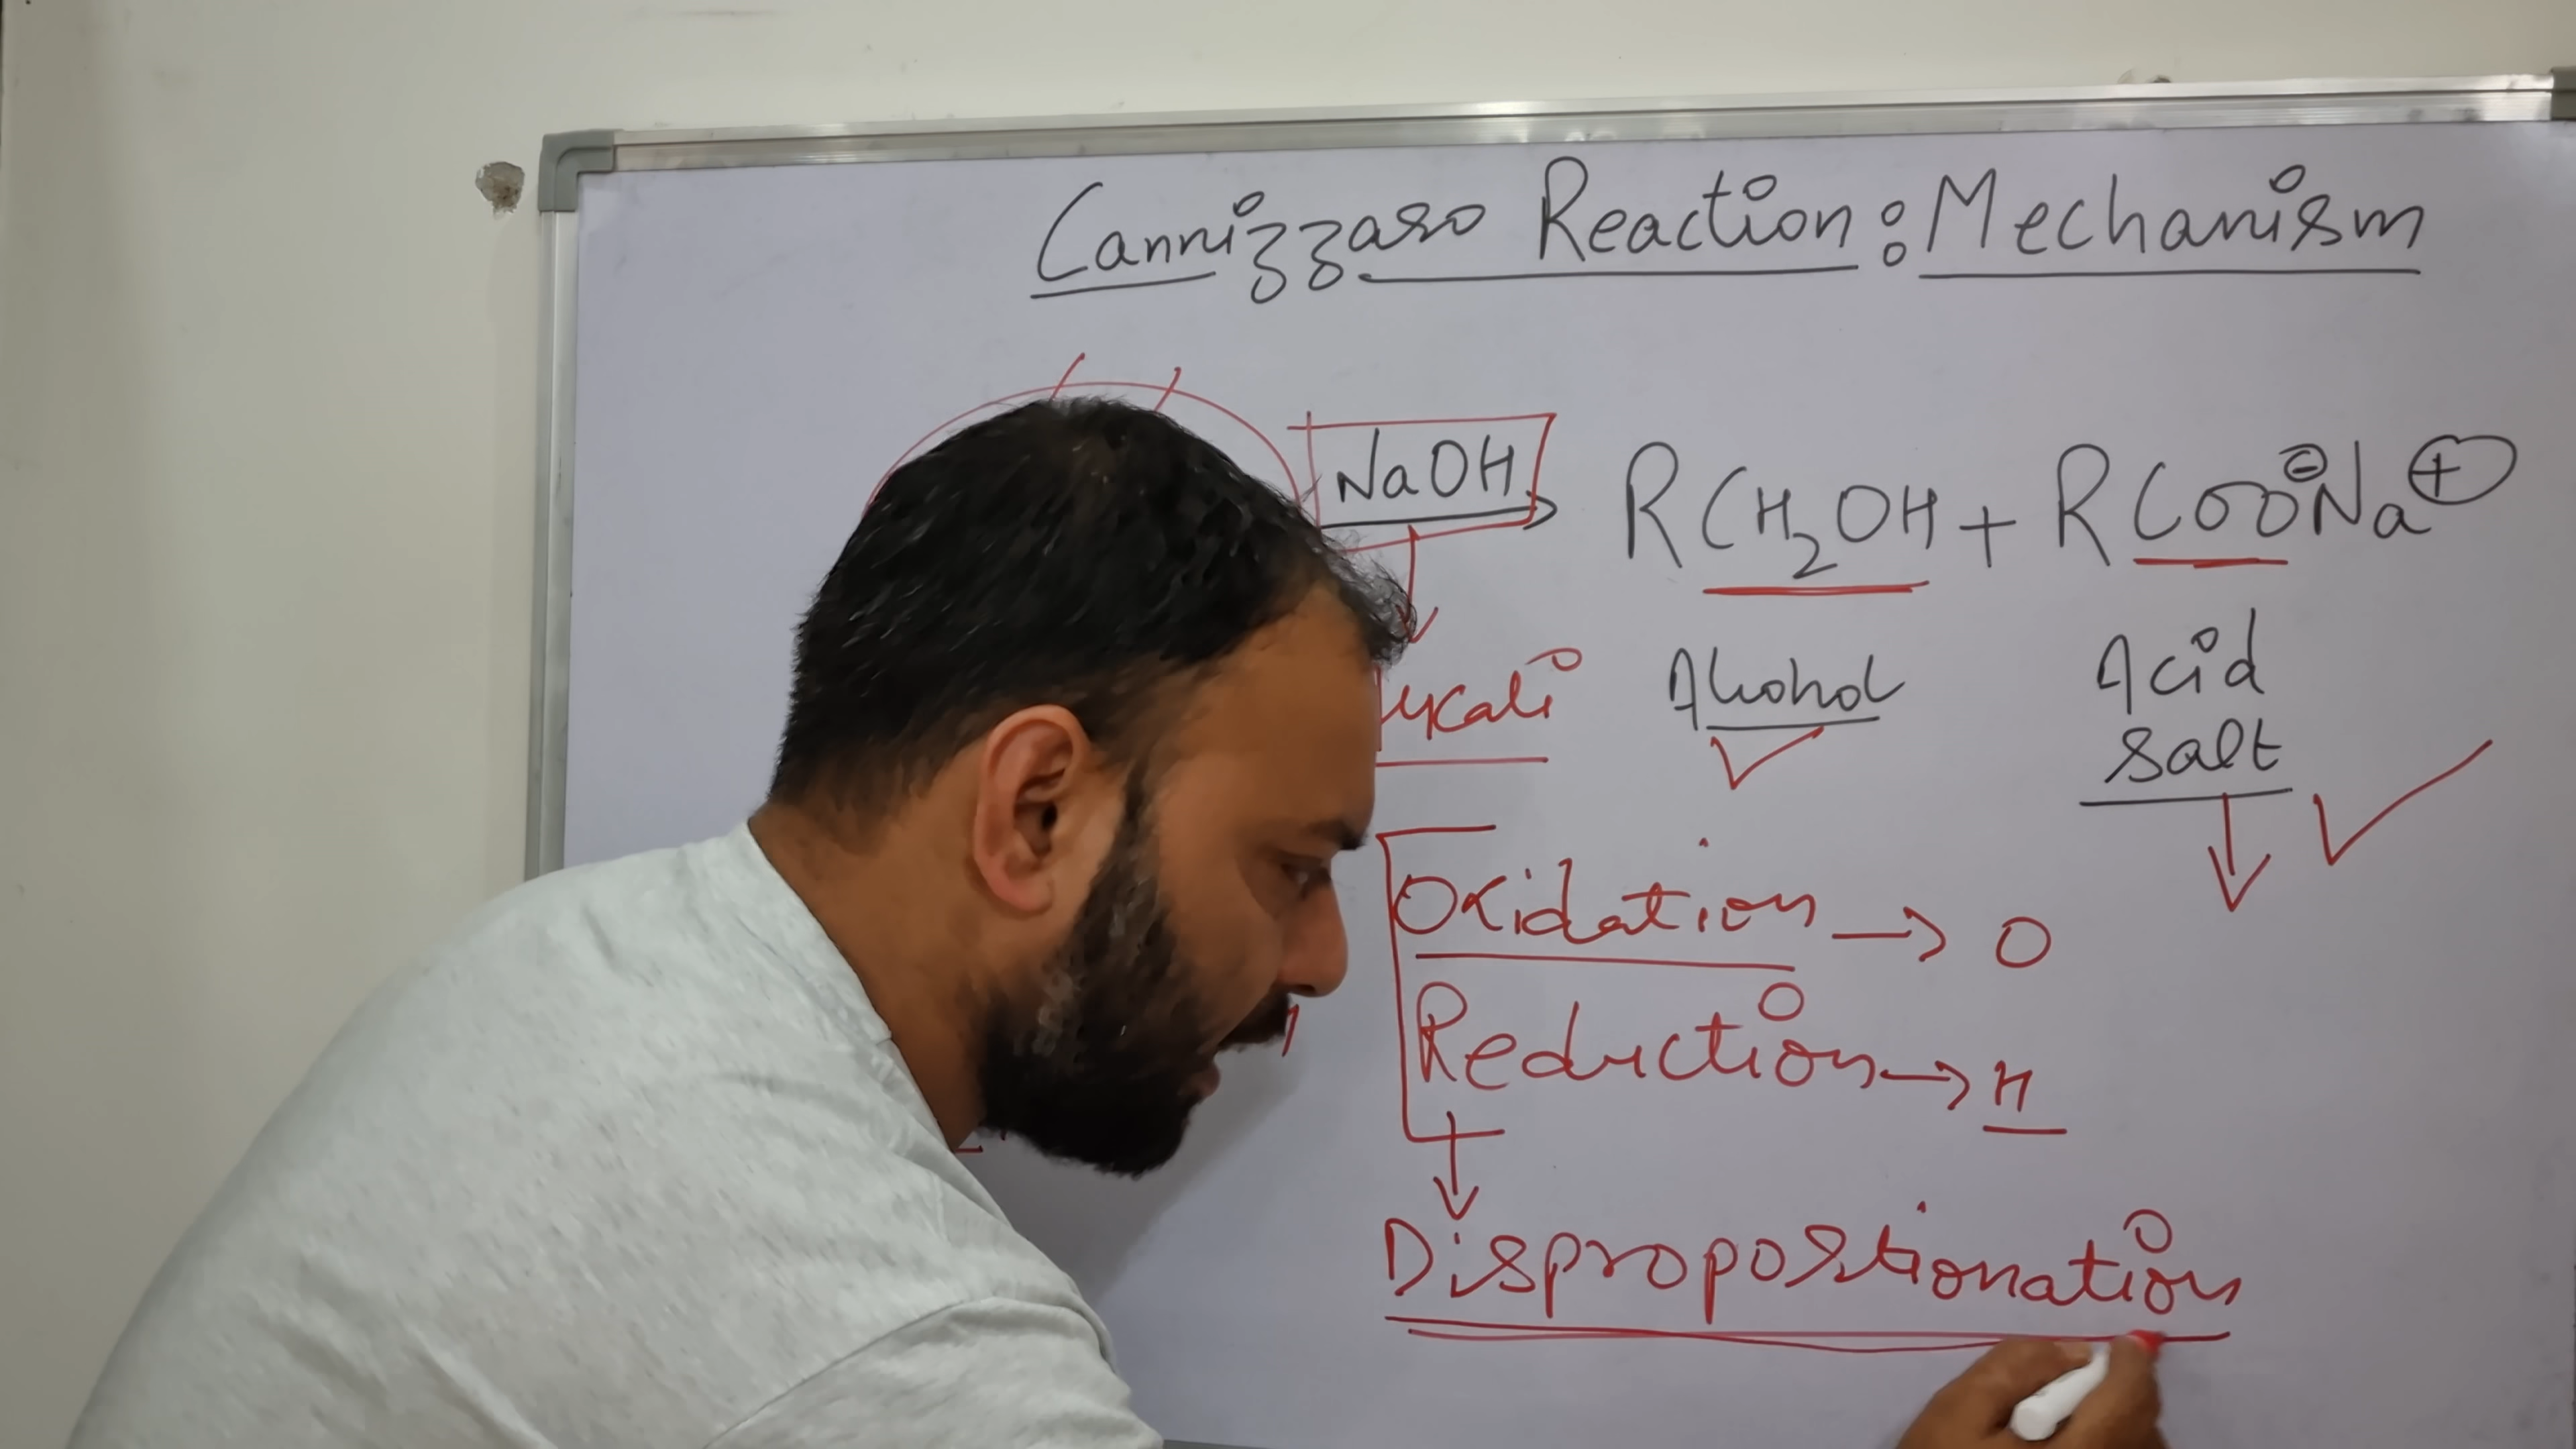 Cannizzaro Reaction: Mechanism
NaOH → RCH₂OH + RCOO⊖Na⊕
Alcohol
Acid
Salt
Oxidation → O
Reduction → H
Disproportionation